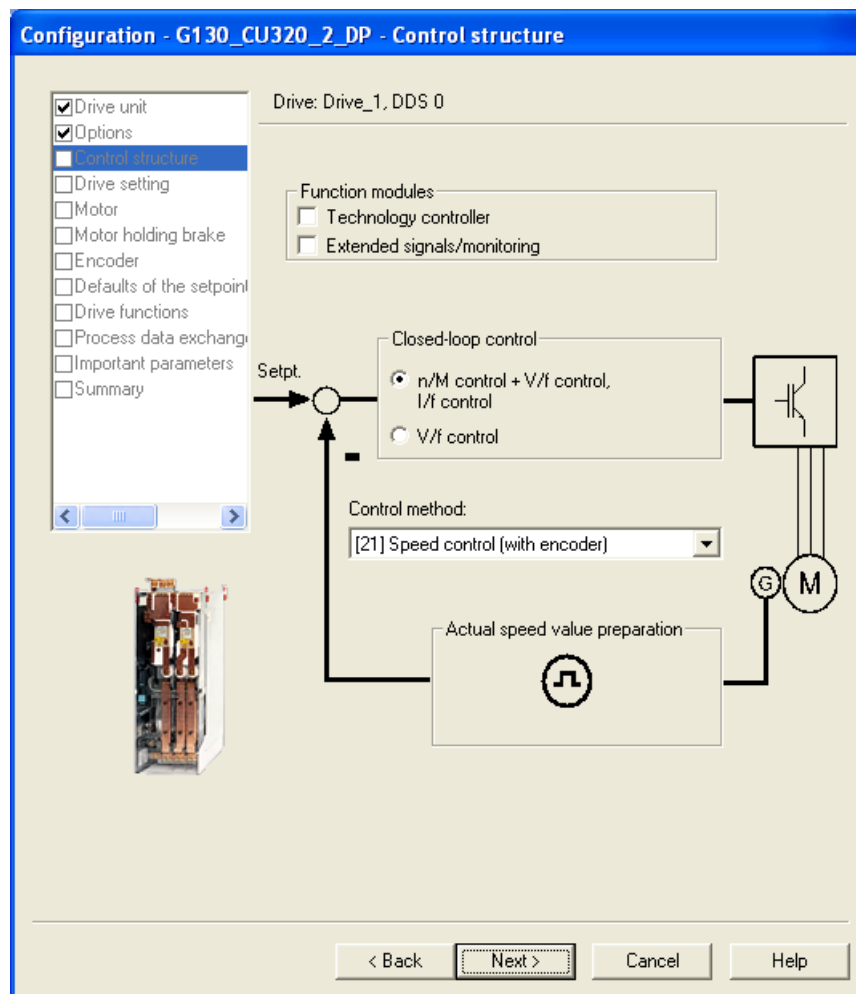 Configuration - G130_CU320_2_DP - Control structure
Drive unit
Options
Control structure
Drive setting
Motor
Motor holding brake
Encoder
Defaults of the setpoint
Drive functions
Process data exchang
Important parameters
Summary
Drive: Drive_1, DDS 0
Function modules
Technology controller
Extended signals/monitoring
Setpt.
Closed-loop control
n/M control + V/f control,
I/f control
V/f control
Control method:
[21] Speed control (with encoder)
G
M
Actual speed value preparation
< Back
Next >
Cancel
Help